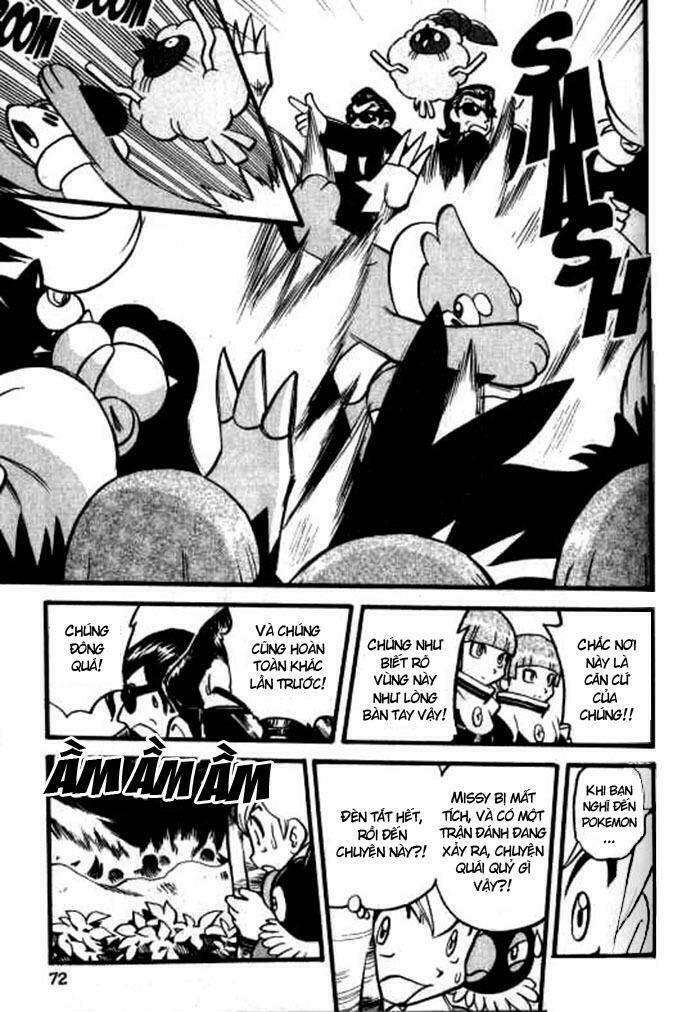 BOOM
BOOM
BOOM
SMASH
CHẮC NƠI
NÀY LÀ
CĂN CỨ
CỦA
CHÚNG!!
CHÚNG NHƯ
BIẾT RÕ
VÙNG NÀY
NHƯ LÒNG
BÀN TAY VẬY!
VÀ CHÚNG
CŨNG HOÀN
TOÀN KHÁC
LẦN TRƯỚC!
CHÚNG
ĐÔNG
QUÁ!
KHI BẠN
NGHĨ ĐẾN
POKEMON
...
MISSY BỊ MẤT
TÍCH, VÀ CÓ MỘT
TRẬN ĐÁNH ĐANG
XẢY RA, CHUYỆN
QUÁI QUỶ GÌ
VẬY?!
ĐÈN TẮT HẾT,
RỒI ĐẾN
CHUYỆN NÀY?!
ẦM ẦM ẦM
72